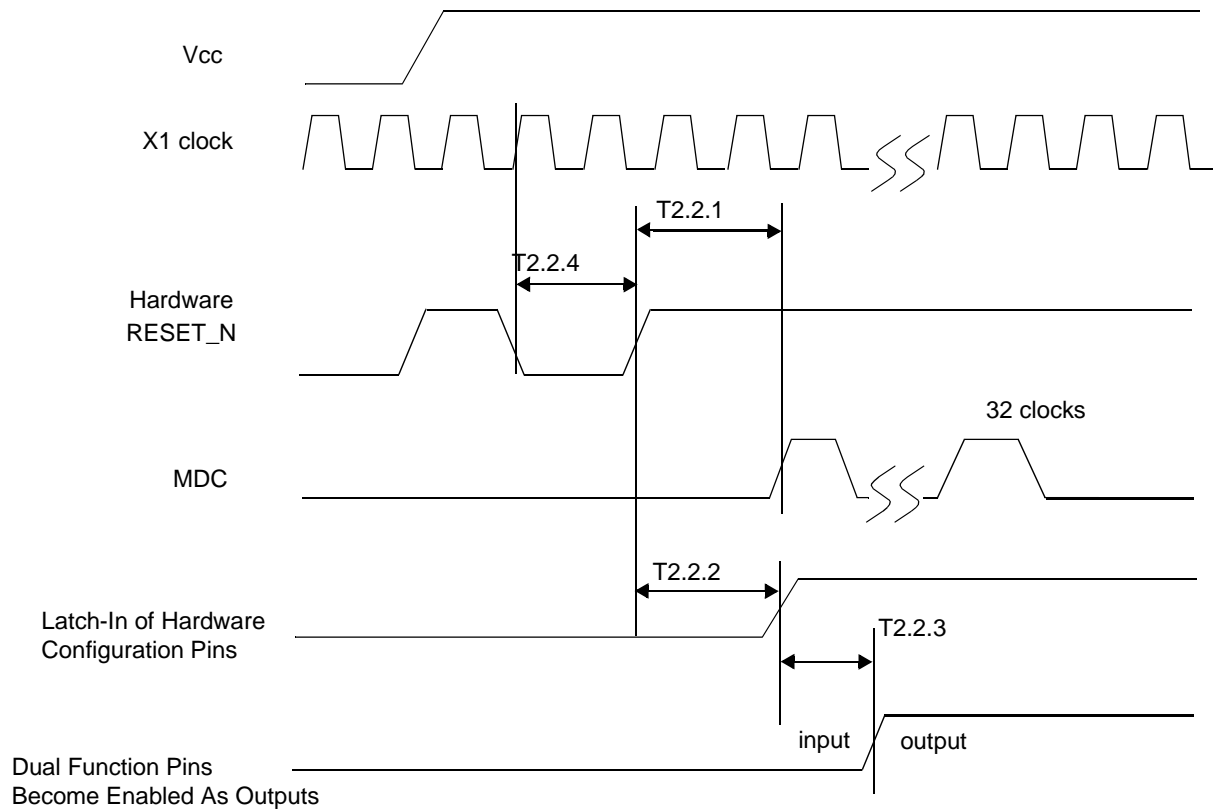 Vcc
X1 clock
T2.2.1
T2.2.4
Hardware
RESET_N
32 clocks
MDC
T2.2.2
Latch-In of Hardware
Configuration Pins
T2.2.3
input
output
Dual Function Pins
Become Enabled As Outputs